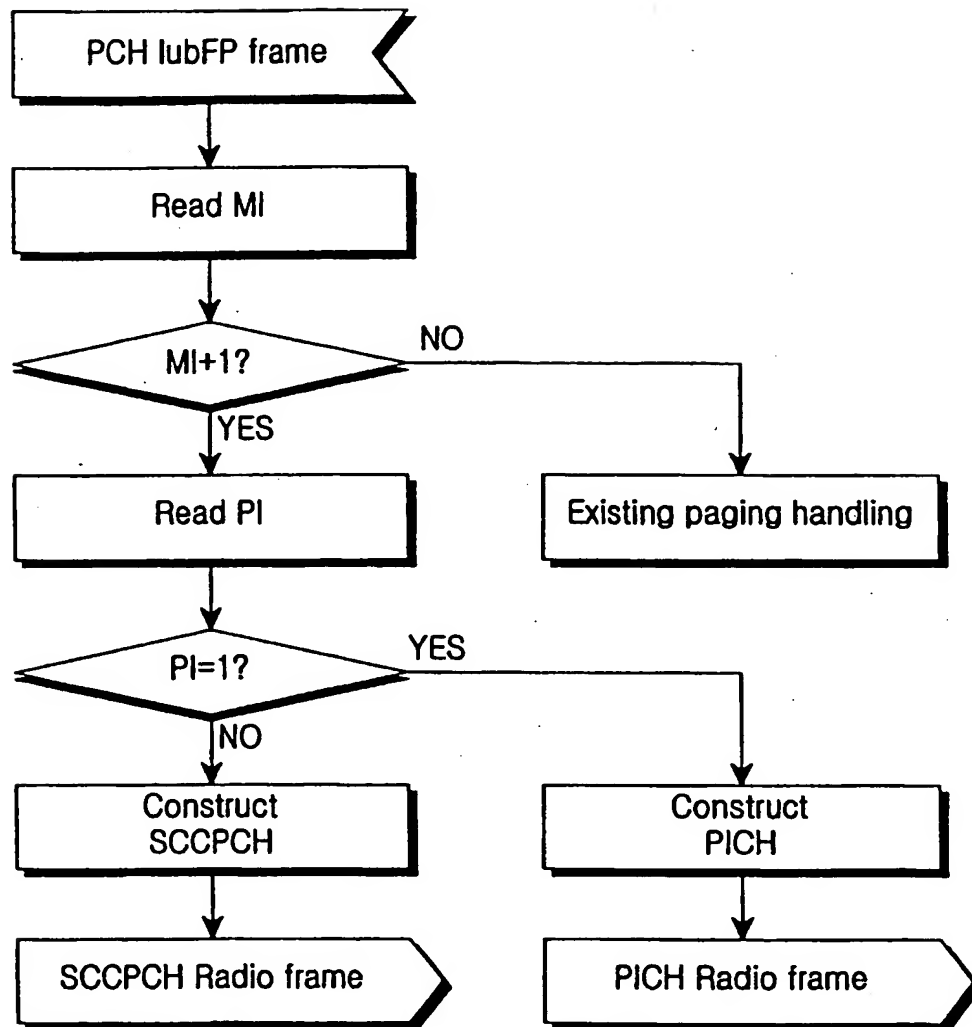 PCH IubFP frame
Read MI
MI+1?
NO
YES
Read PI
Existing paging handling
PI=1?
YES
NO
Construct
SCCPCH
Construct
PICH
SCCPCH Radio frame
PICH Radio frame